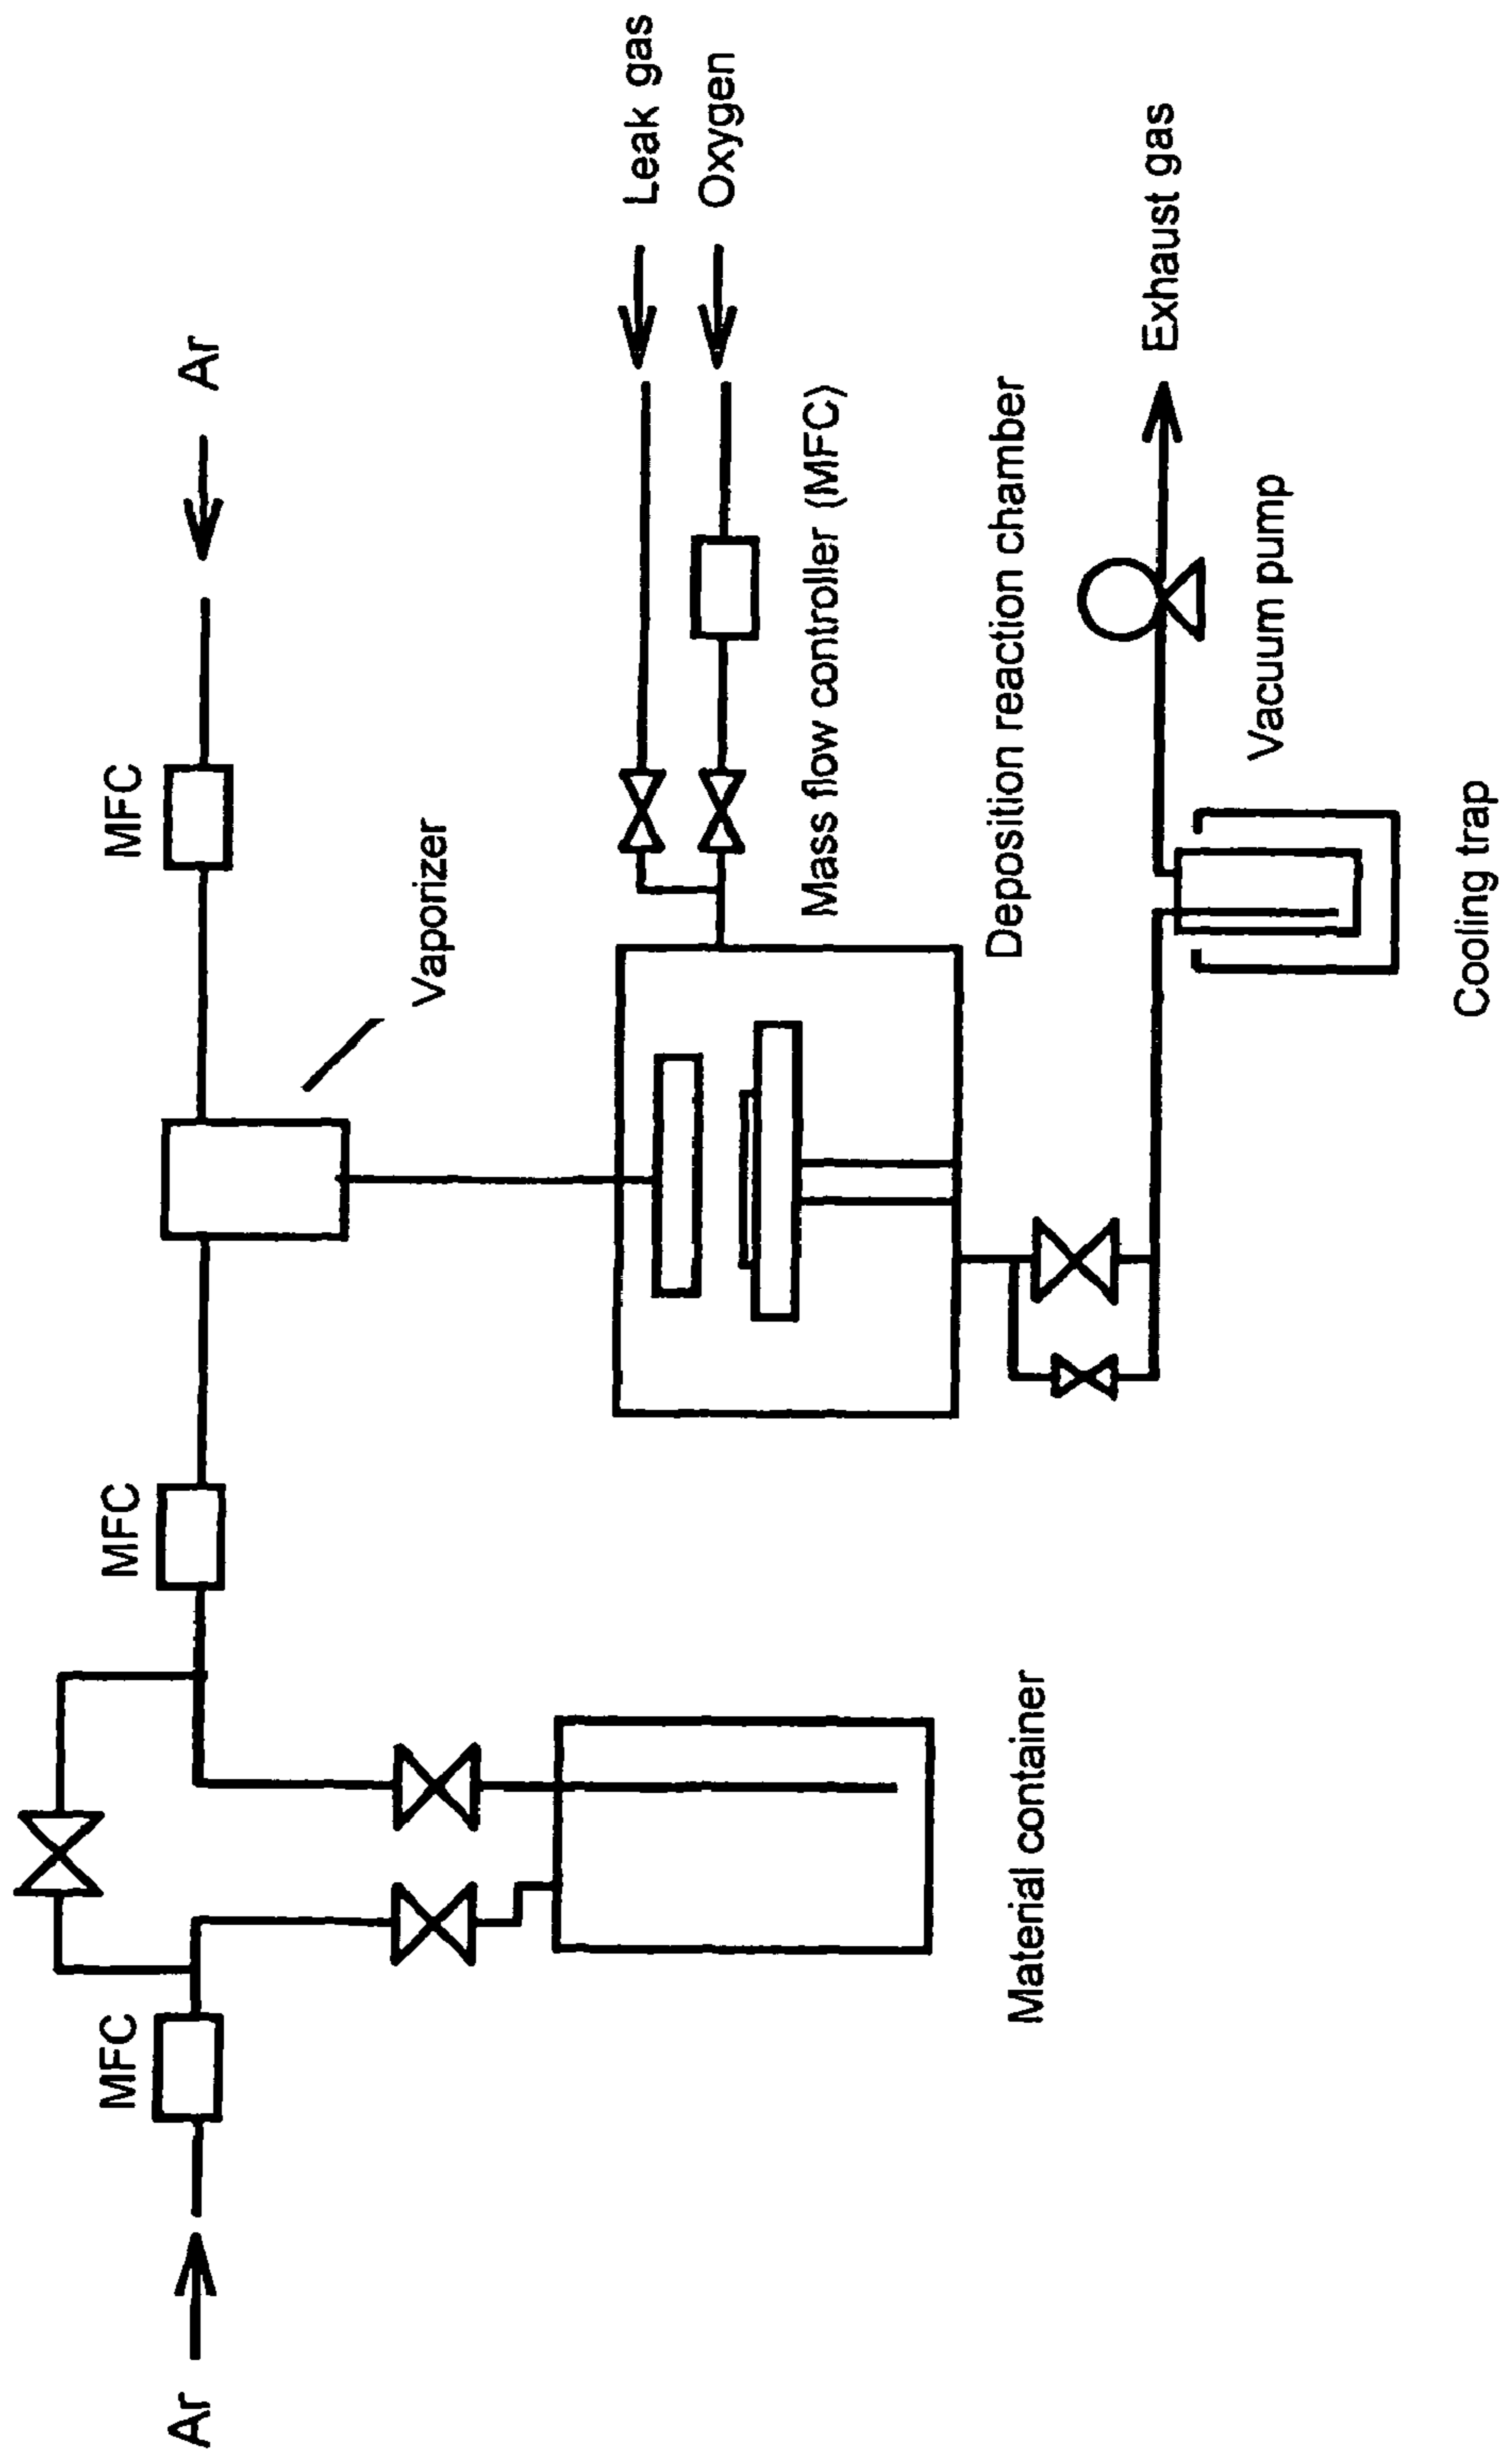 Ar
MFC
MFC
MFC
Ar
Vaporizer
Leak gas
Oxygen
Mass flow controller (MFC)
Material container
Deposition reaction chamber
Exhaust gas
Vacuum pump
Cooling trap